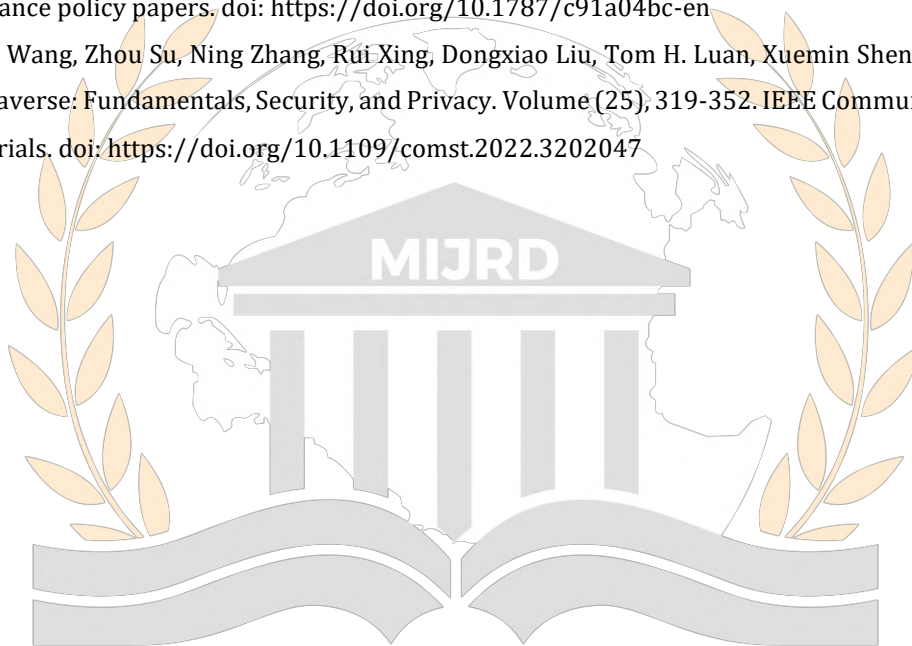 ance policy papers. doi: https://doi.org/10.1787/c91a04bc-en
Wang, Zhou Su, Ning Zhang, Rui Xing, Dongxiao Liu, Tom H. Luan, Xuemin Shen
averse: Fundamentals, Security, and Privacy. Volume (25), 319-352. IEEE Commu
rials. doi: https://doi.org/10.1109/comst.2022.3202047
MIJRD